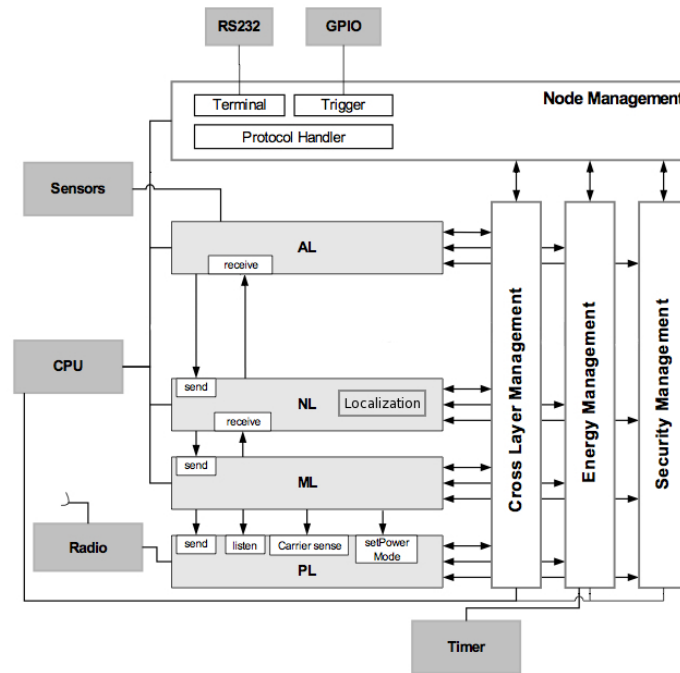 RS232
GPIO
Node Management
Terminal
Trigger
Protocol Handler
Sensors
AL
receive
CPU
send
NL
Localization
receive
send
ML
Radio
send
listen
Carrier sense
setPower
Mode
PL
Cross Layer Management
Energy Management
Security Management
Timer